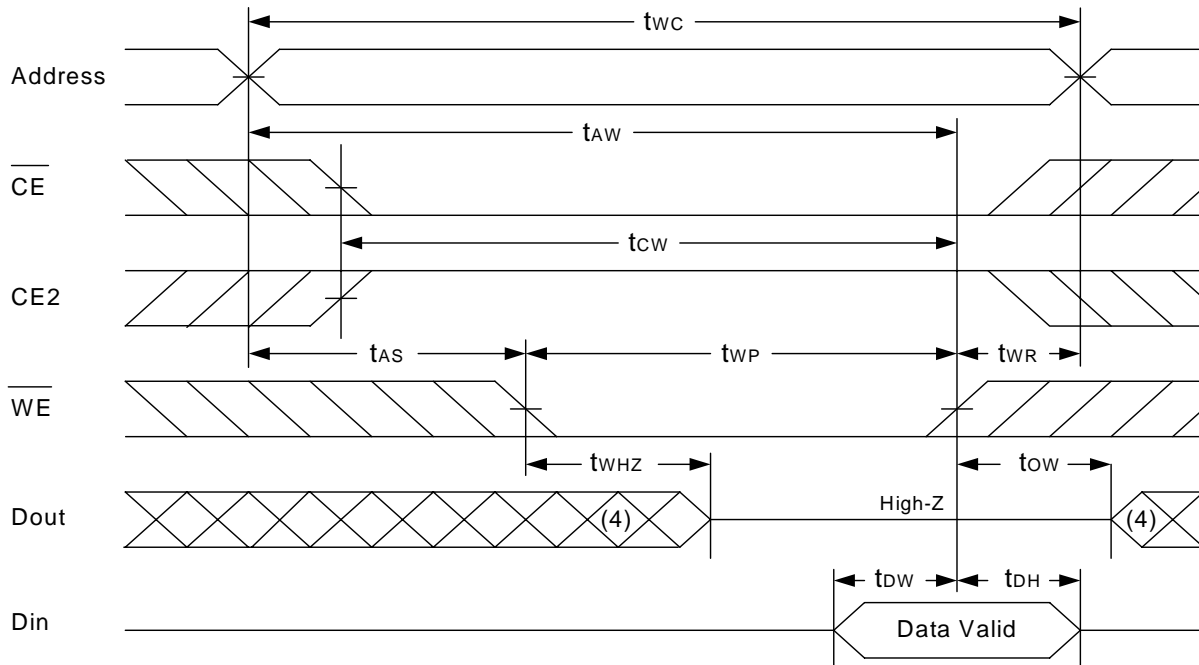 tWC
Address
tAW
CE
tCW
CE2
tAS
tWP
tWR
WE
tWHZ
tOW
Dout
(4)
High-Z
(4)
tDW
tDH
Din
Data Valid